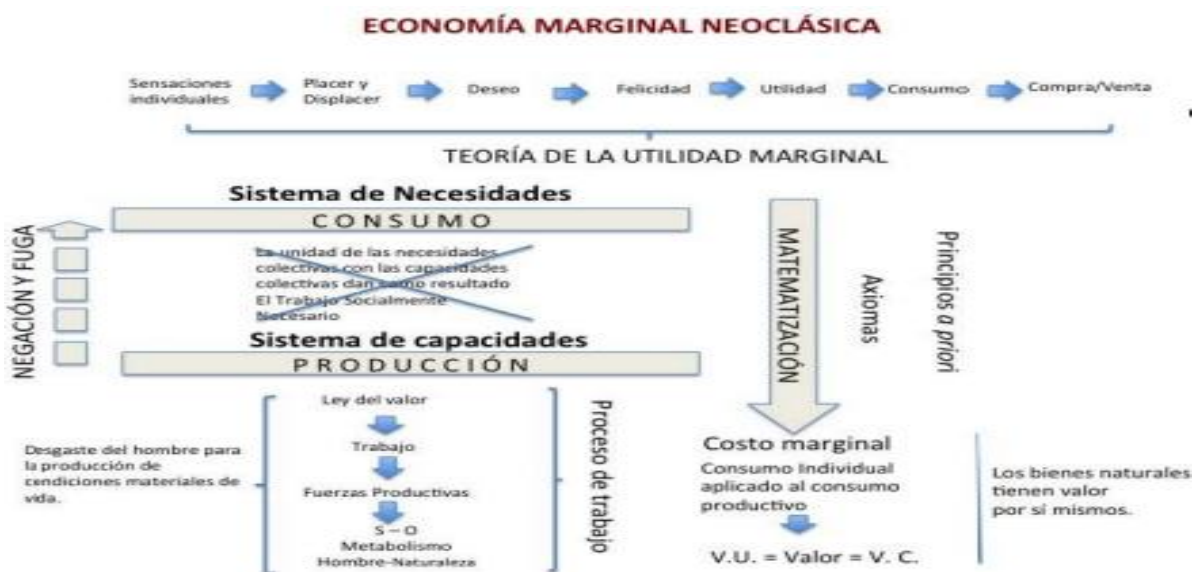 ECONOMÍA MARGINAL NEOCLÁSICA
Sensaciones
individuales
Placer y
Displacer
Deseo
Felicidad
Utilidad
Consumo
Compra/Venta
TEORÍA DE LA UTILIDAD MARGINAL
Sistema de Necesidades
CONSUMO
NEGACIÓN Y FUGA
La unidad de las necesidades
colectivas con las capacidades
colectivas dan como resultado
El Trabajo Socialmente
Necesario
Sistema de capacidades
PRODUCCIÓN
Desgaste del hombre para
la producción de
condiciones materiales de
vida.
Ley del valor
Trabajo
Fuerzas Productivas
S – O
Metabolismo
Hombre-Naturaleza
Proceso de trabajo
MATEMATIZACIÓN
Axiomas
Principios a priori
Costo marginal
Consumo Individual
aplicado al consumo
productivo
V.U. = Valor = V. C.
Los bienes naturales
tienen valor
por sí mismos.